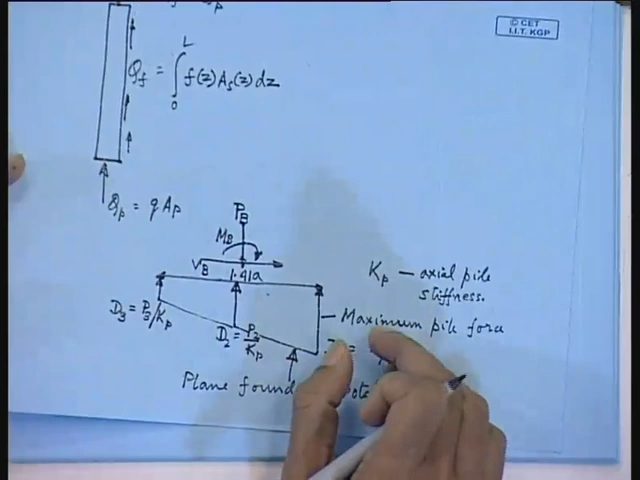 © CET
I.I.T. KGP
Q_f = ∫_0^L f(z) A_s(z) dz
Q_p = q A_p
P_B
M_B
V_B
1.41a
K_p — axial pile
stiffness.
D_3 = P_3/K_p
D_2 = P_2/K_p
Maximum pile force
Plane found